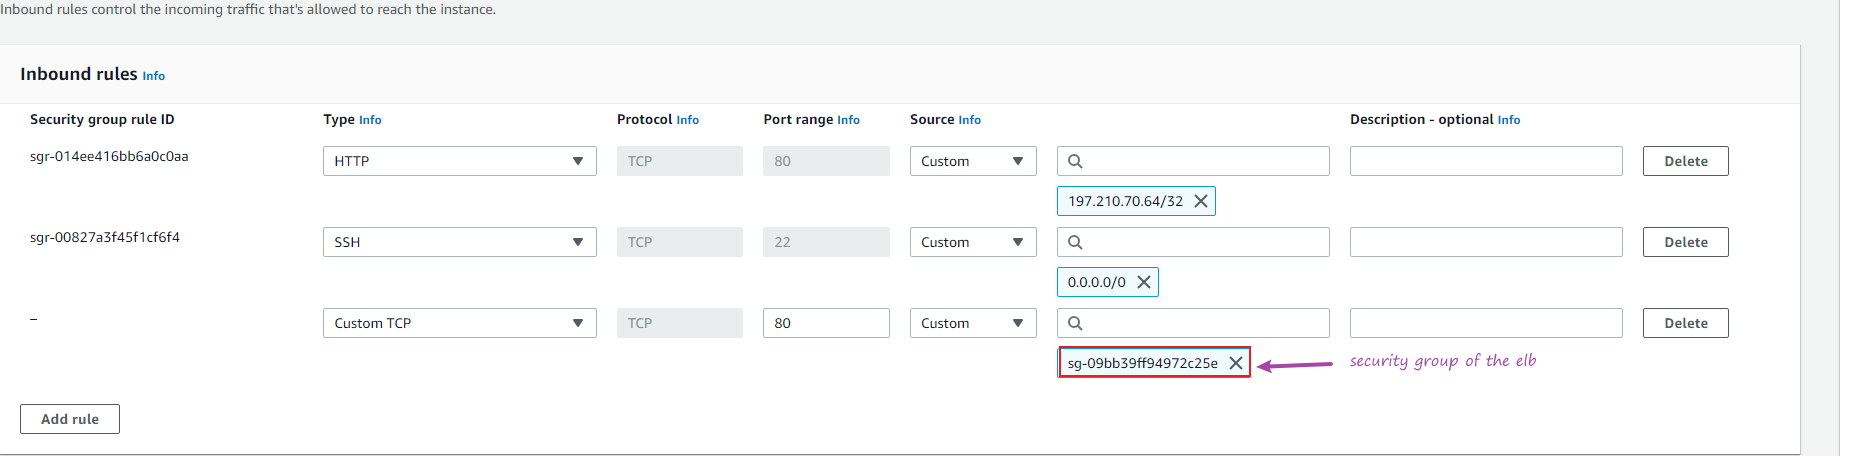 Inbound rules control the incoming traffic that's allowed to reach the instance.
Inbound rules Info
Security group rule ID Type Info Protocol Info Port range Info Source Info Description - optional Info
sgr-014ee416bb6a0c0aa HTTP TCP 80 Custom Delete
197.210.70.64/32
sgr-00827a3f45f1cf6f4 SSH TCP 22 Custom Delete
0.0.0.0/0
– Custom TCP TCP 80 Custom Delete
sg-09bb39ff94972c25e security group of the elb
Add rule